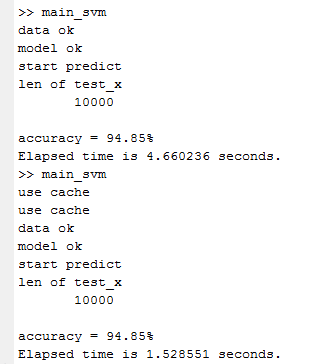 >> main_svm
data ok
model ok
start predict
len of test_x
10000
accuracy = 94.85%
Elapsed time is 4.660236 seconds.
>> main_svm
use cache
use cache
data ok
model ok
start predict
len of test_x
10000
accuracy = 94.85%
Elapsed time is 1.528551 seconds.